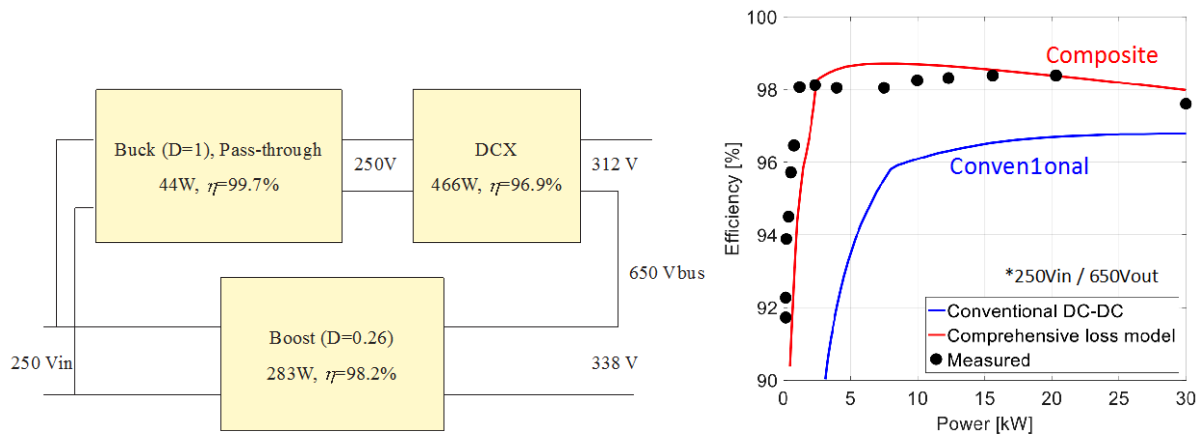 Buck (D=1), Pass-through
44W, η=99.7%
250V
DCX
466W, η=96.9%
312 V
650 Vbus
Boost (D=0.26)
283W, η=98.2%
250 Vin
338 V
100
98
96
94
92
90
Efficiency [%]
Composite
Conven1onal
*250Vin / 650Vout
Conventional DC-DC
Comprehensive loss model
Measured
0
5
10
15
20
25
30
Power [kW]